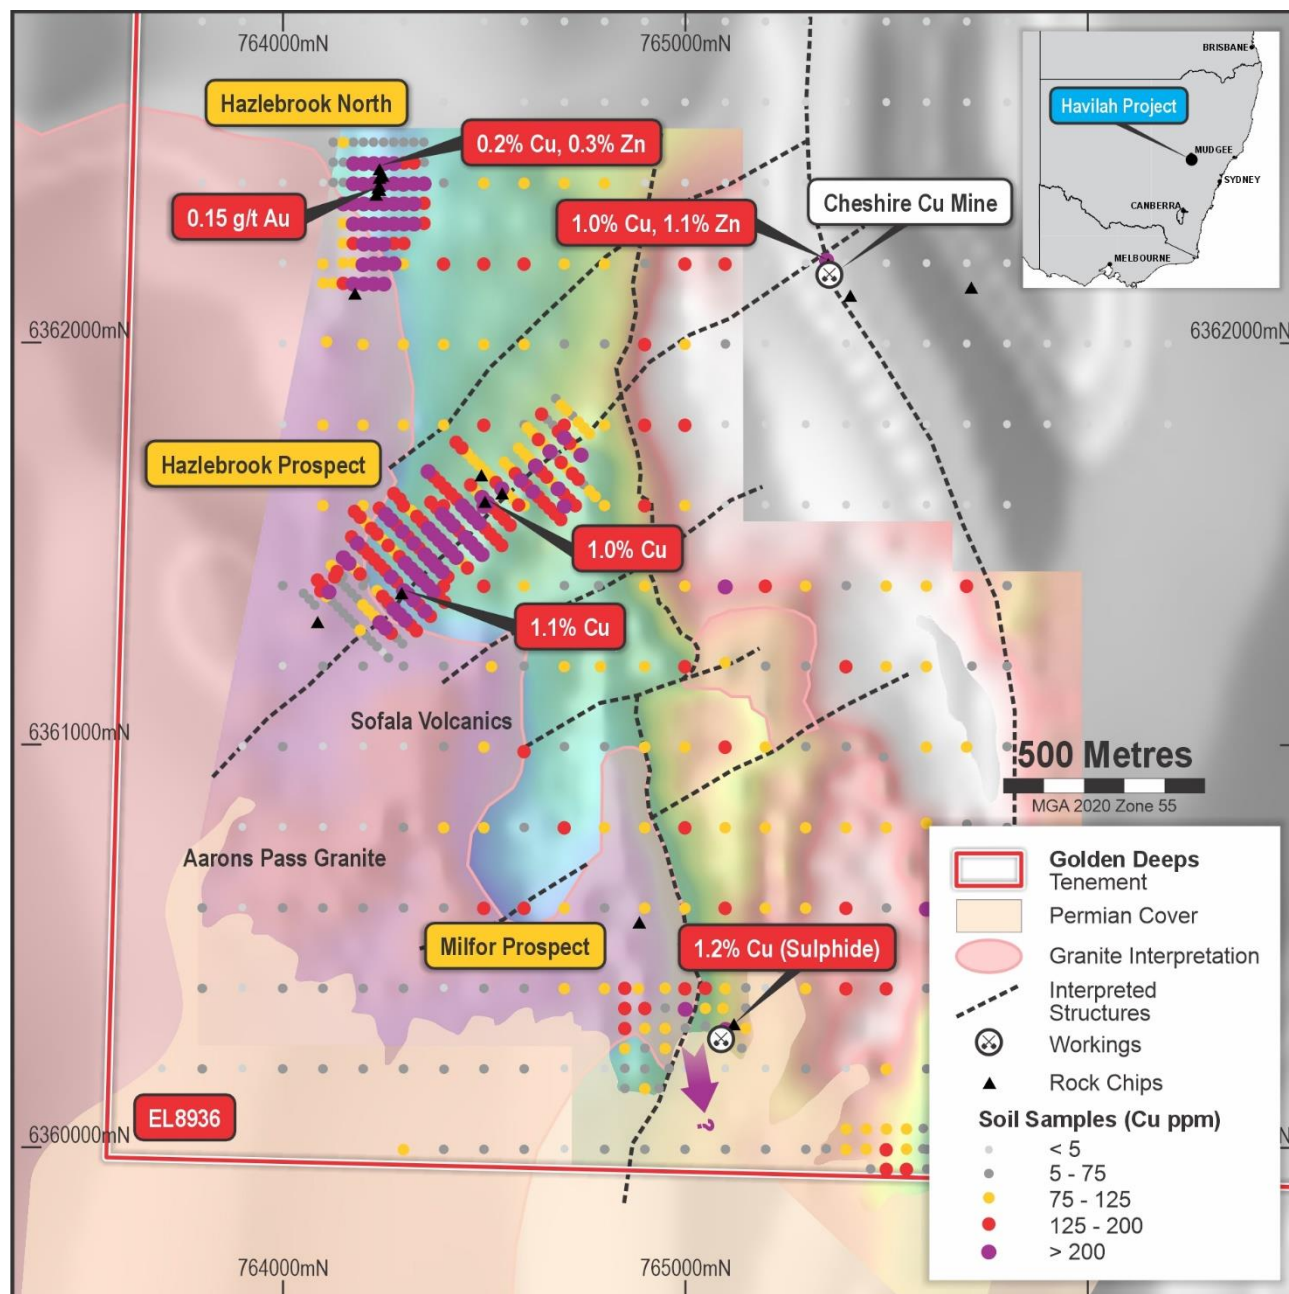 764000mN
765000mN
Hazlebrook North
0.2% Cu, 0.3% Zn
0.15 g/t Au
1.0% Cu, 1.1% Zn
Cheshire Cu Mine
BRISBANE
Havilah Project
MUDGEE
SYDNEY
CANBERRA
MELBOURNE
6362000mN
6362000mN
Hazlebrook Prospect
1.0% Cu
1.1% Cu
Sofala Volcanics
6361000mN
500 Metres
MGA 2020 Zone 55
Aarons Pass Granite
Milfor Prospect
1.2% Cu (Sulphide)
?
EL8936
6360000mN
N
764000mN
765000mN
Golden Deeps
Tenement
Permian Cover
Granite Interpretation
Interpreted
Structures
Workings
Rock Chips
Soil Samples (Cu ppm)
< 5
5 - 75
75 - 125
125 - 200
> 200